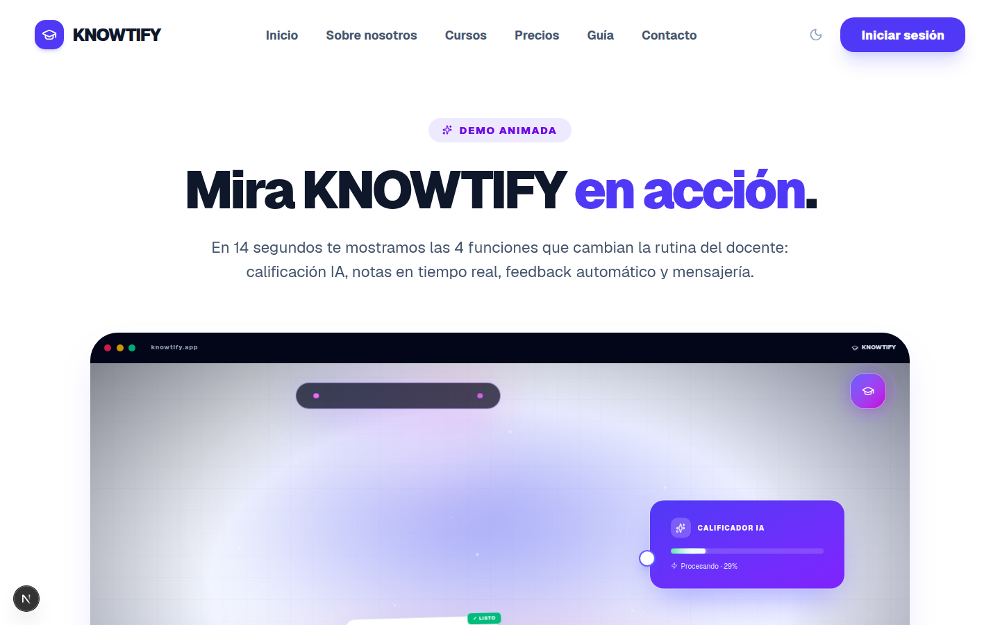 KNOWTIFY
Inicio
Sobre nosotros
Cursos
Precios
Guía
Contacto
Iniciar sesión
DEMO ANIMADA
Mira KNOWTIFY en acción.
En 14 segundos te mostramos las 4 funciones que cambian la rutina del docente:
calificación IA, notas en tiempo real, feedback automático y mensajería.
knowtify.app
KNOWTIFY
CALIFICADOR IA
Procesando · 29%
✓ LISTO
N